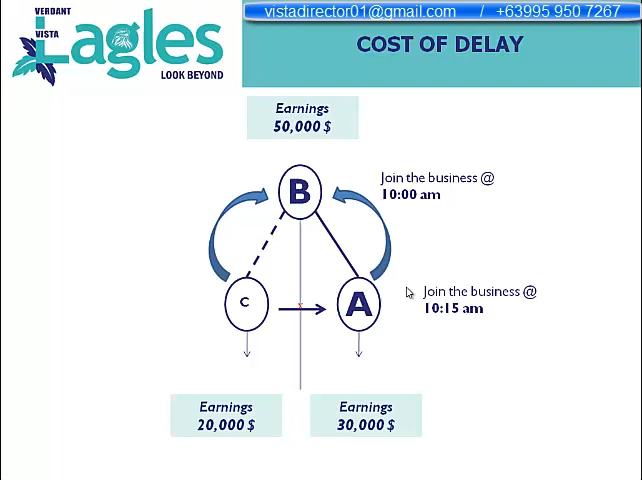 VERDANT
VISTA
Eagles
LOOK BEYOND
vistadirector01@gmail.com / +63995 950 7267
COST OF DELAY
Earnings
50,000 $
B
Join the business @
10:00 am
C
x
A
Join the business @
10:15 am
Earnings
20,000 $
Earnings
30,000 $